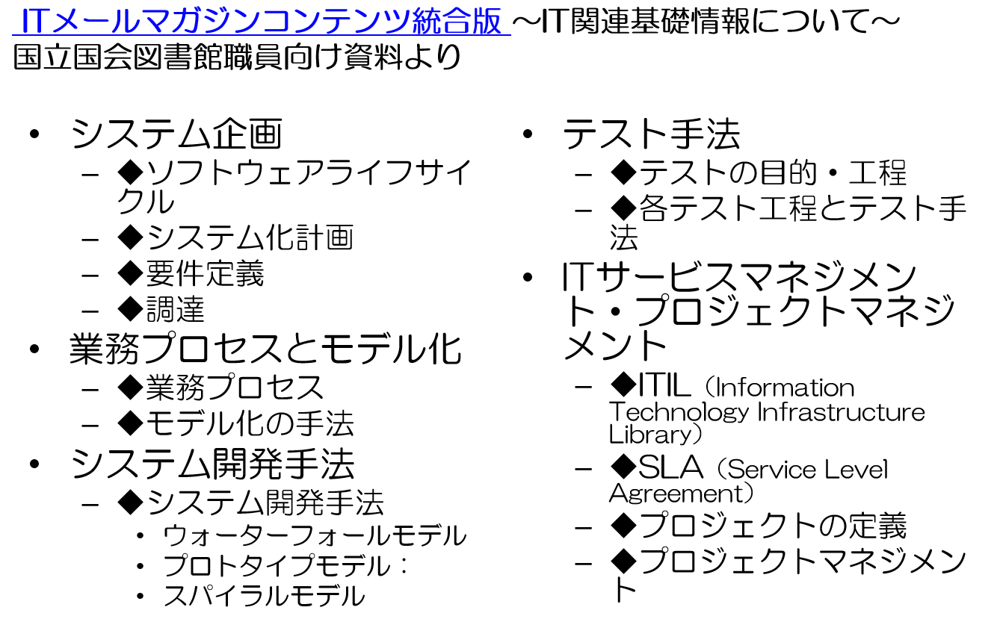 ITメールマガジンコンテンツ統合版 ～IT関連基礎情報について～
国立国会図書館職員向け資料より
• システム企画
– ◆ソフトウェアライフサイ
クル
– ◆システム化計画
– ◆要件定義
– ◆調達
• 業務プロセスとモデル化
– ◆業務プロセス
– ◆モデル化の手法
• システム開発手法
– ◆システム開発手法
• ウォーターフォールモデル
• プロトタイプモデル：
• スパイラルモデル
• テスト手法
– ◆テストの目的・工程
– ◆各テスト工程とテスト手
法
• ITサービスマネジメン
ト・プロジェクトマネジ
メント
– ◆ITIL（Information
Technology Infrastructure
Library）
– ◆SLA（Service Level
Agreement）
– ◆プロジェクトの定義
– ◆プロジェクトマネジメン
ト